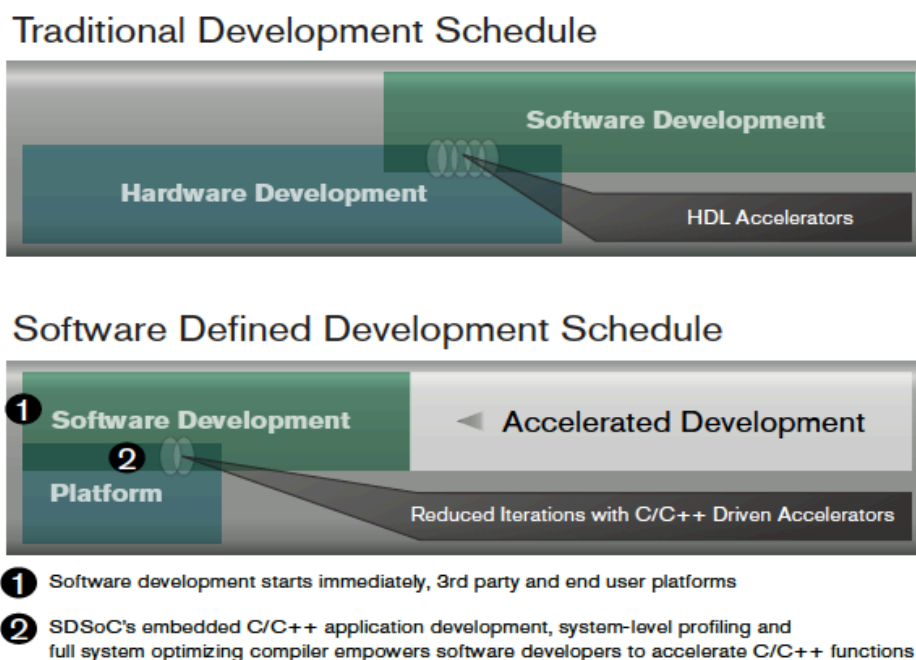 Traditional Development Schedule
Software Development
Hardware Development
HDL Accelerators
Software Defined Development Schedule
1
Software Development
Accelerated Development
2
Platform
Reduced Iterations with C/C++ Driven Accelerators
1 Software development starts immediately, 3rd party and end user platforms
2 SDSoC's embedded C/C++ application development, system-level profiling and
full system optimizing compiler empowers software developers to accelerate C/C++ functions